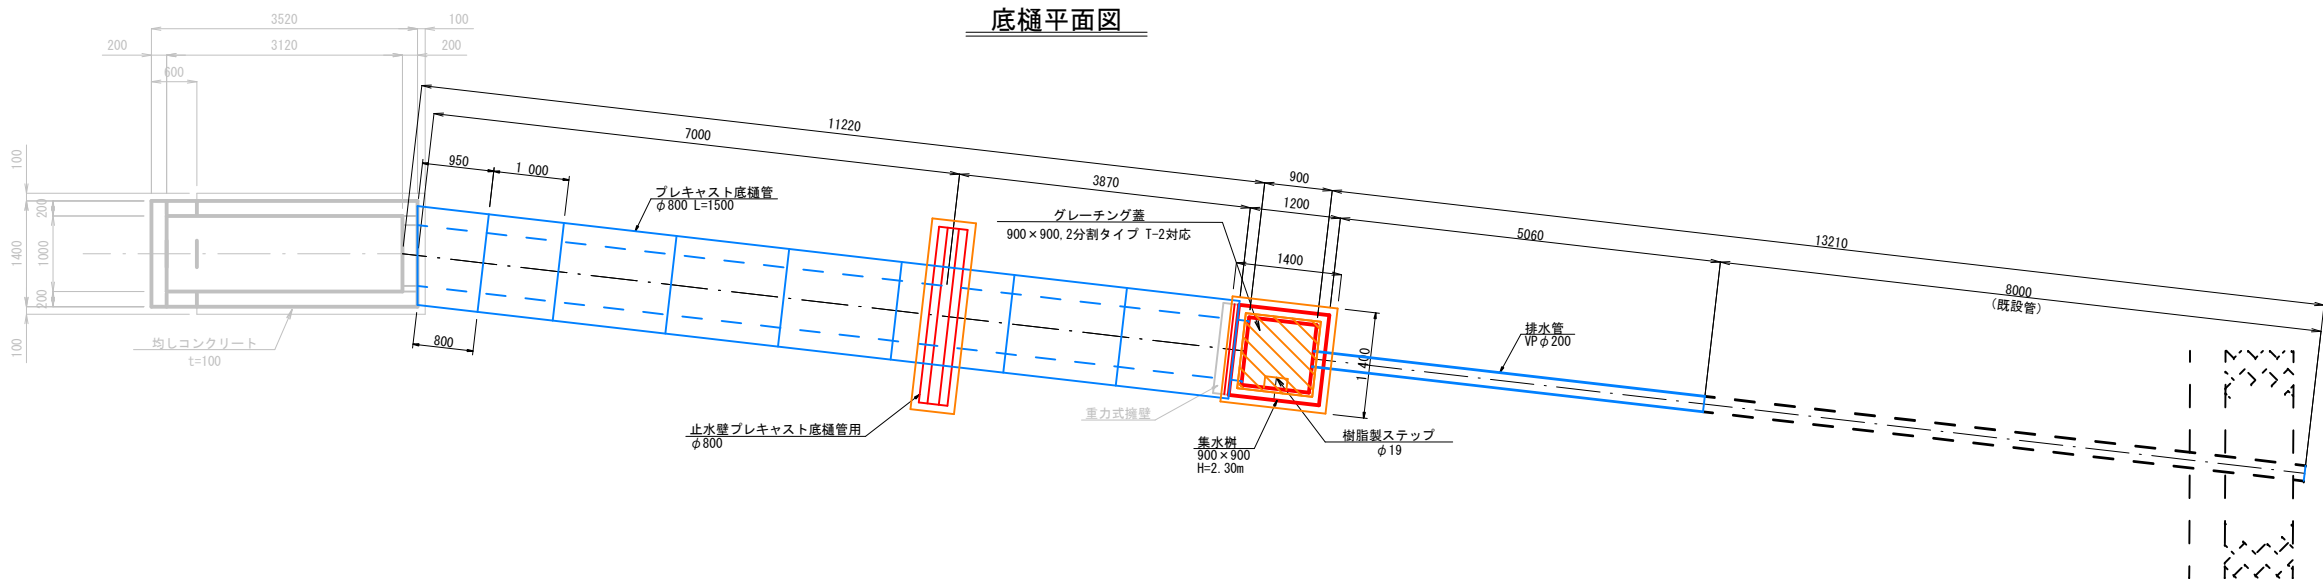 底樋平面図
3520
100
200
3120
200
600
11220
7000
950
1 000
900
3870
1200
5060
13210
8000
(既設管)
プレキャスト底樋管
φ800 L=1500
グレーチング蓋
900×900,2分割タイプ T-2対応
1400
1400
100
200
1400
1000
200
100
800
均しコンクリート
t=100
排水管
VPφ200
重力式擁壁
止水壁プレキャスト底樋管用
φ800
集水桝
900×900
H=2.30m
樹脂製ステップ
φ19